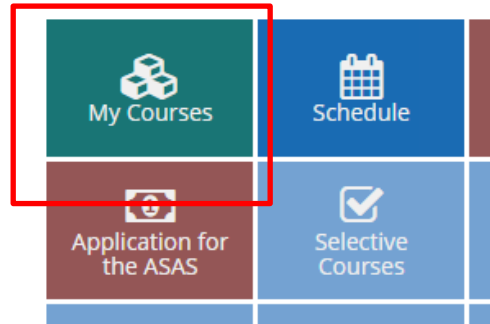 My Courses
Schedule
Application for
the ASAS
Selective
Courses